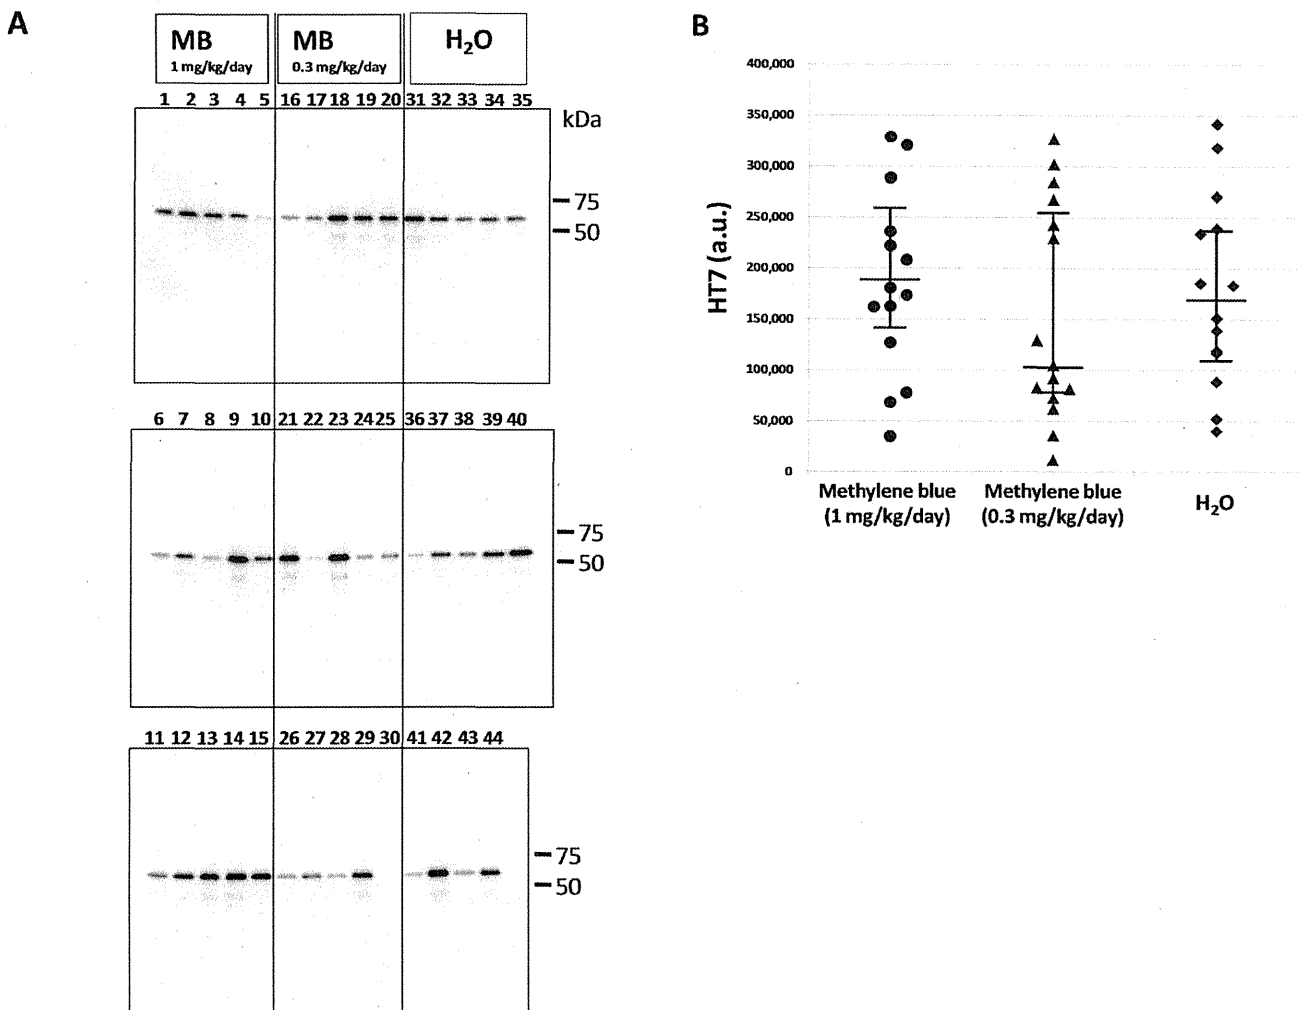 A
MB
1 mg/kg/day
MB
0.3 mg/kg/day
H₂O
1 2 3 4 5 16 17 18 19 20 31 32 33 34 35
kDa
75
50
6 7 8 9 10 21 22 23 24 25 36 37 38 39 40
75
50
11 12 13 14 15 26 27 28 29 30 41 42 43 44
75
50
B
HT7 (a.u.)
400,000
350,000
300,000
250,000
200,000
150,000
100,000
50,000
0
Methylene blue
(1 mg/kg/day)
Methylene blue
(0.3 mg/kg/day)
H₂O